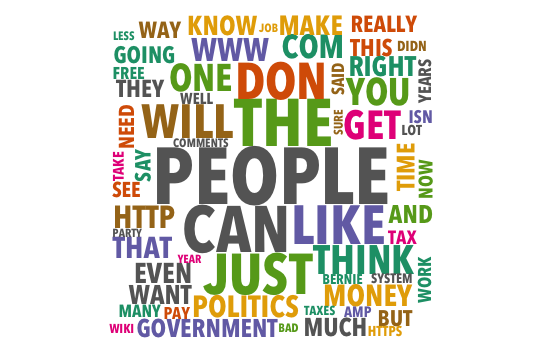 LESS WAY KNOW JOB MAKE REALLY
GOING WWW COM THIS DIDN
FREE THEY ONE DON SAID RIGHT YEARS
WELL YOU
NEED WILL THE SURE GET ISN
COMMENTS LOT
TAKE SAY PEOPLE TIME NOW
SEE
HTTP CAN LIKE AND
PARTY THAT TAX
YEAR JUST THINK
EVEN BERNIE SYSTEM WORK
WANT MONEY
MANY PAY POLITICS TAXES AMP BUT
WIKI GOVERNMENT BAD MUCH HTTPS